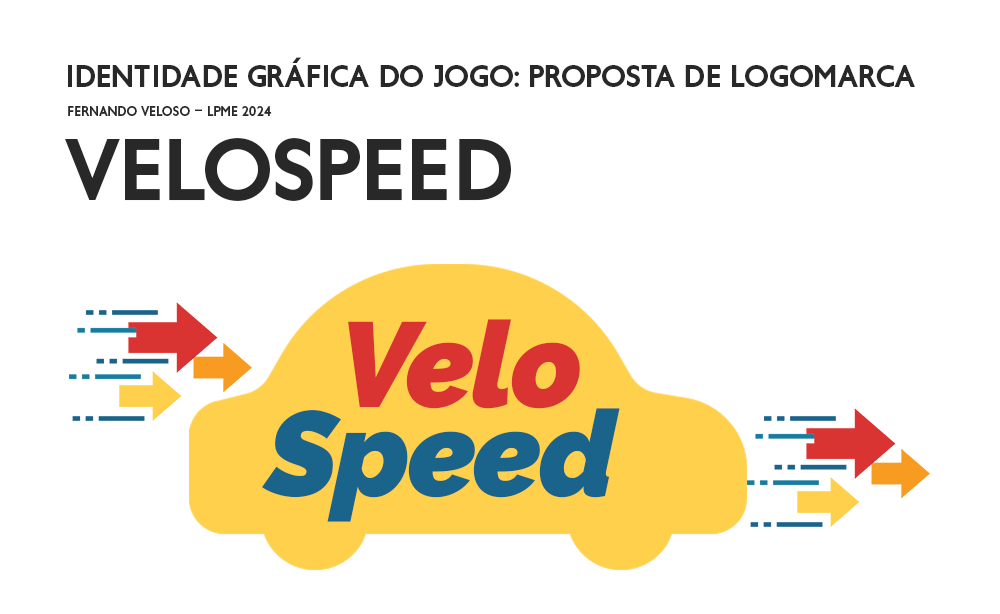 IDENTIDADE GRÁFICA DO JOGO: PROPOSTA DE LOGOMARCA
FERNANDO VELOSO – LPME 2024
VELOSPEED
Velo
Speed